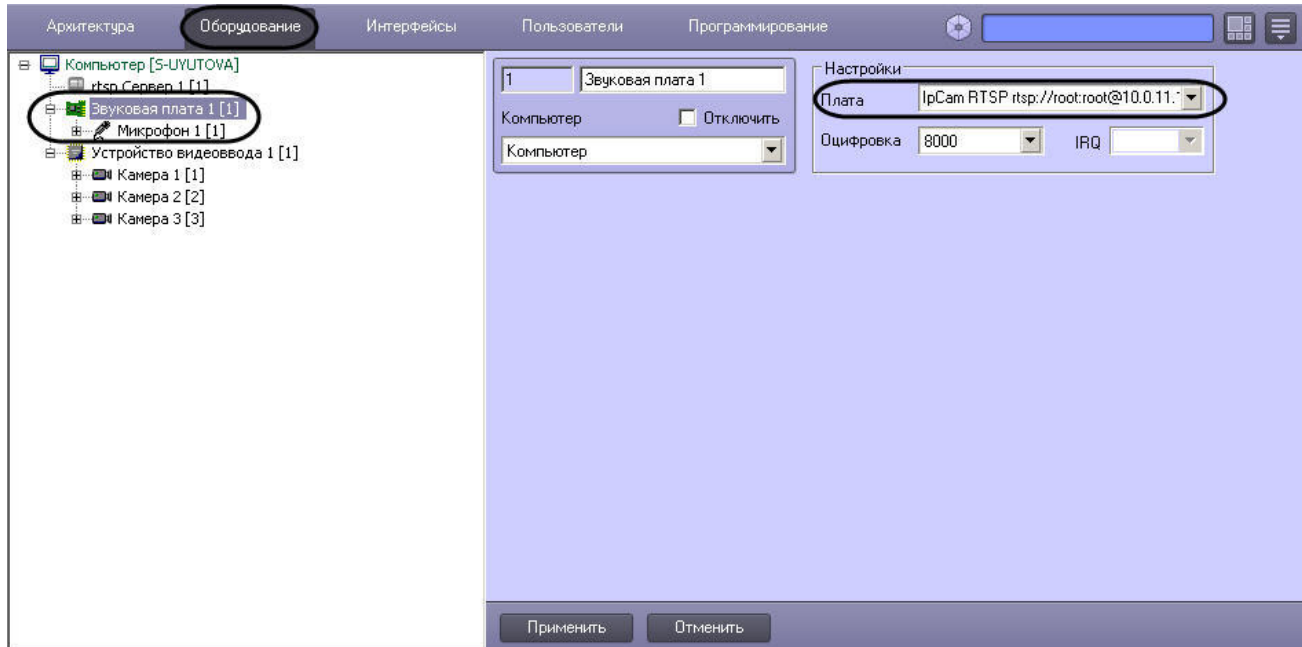 Архитектура Оборудование Интерфейсы Пользователи Программирование
Компьютер [S-UYUTOVA]
rtsp Сервер 1 [1]
Звуковая плата 1 [1]
Микрофон 1 [1]
Устройство видеоввода 1 [1]
Камера 1 [1]
Камера 2 [2]
Камера 3 [3]
1 Звуковая плата 1
Компьютер Отключить
Компьютер
Настройки
Плата IpCam RTSP rtsp://root:root@10.0.11.
Оцифровка 8000 IRQ
Применить Отменить